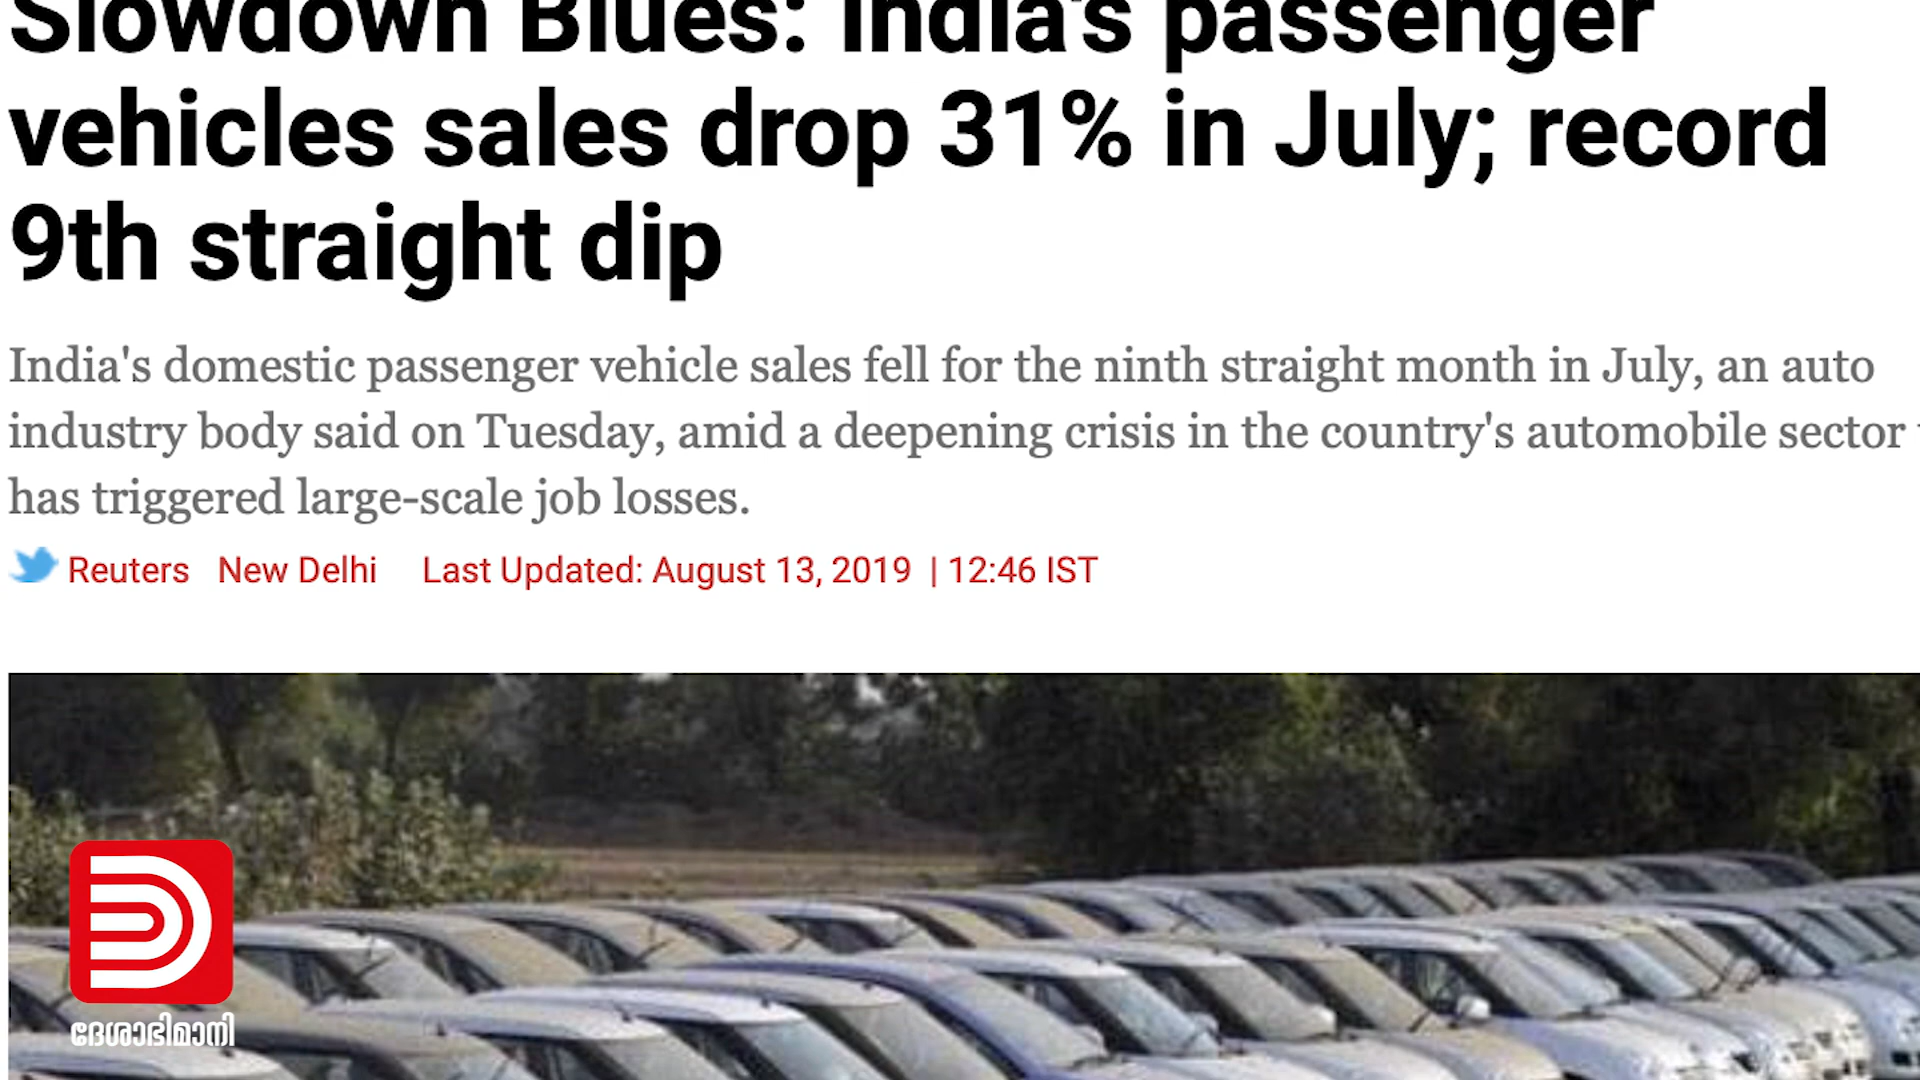 Slowdown Blues: India's passenger
vehicles sales drop 31% in July; record
9th straight dip
India's domestic passenger vehicle sales fell for the ninth straight month in July, an auto
industry body said on Tuesday, amid a deepening crisis in the country's automobile sector
has triggered large-scale job losses.
Reuters New Delhi Last Updated: August 13, 2019 | 12:46 IST
ദേശാഭിമാനി